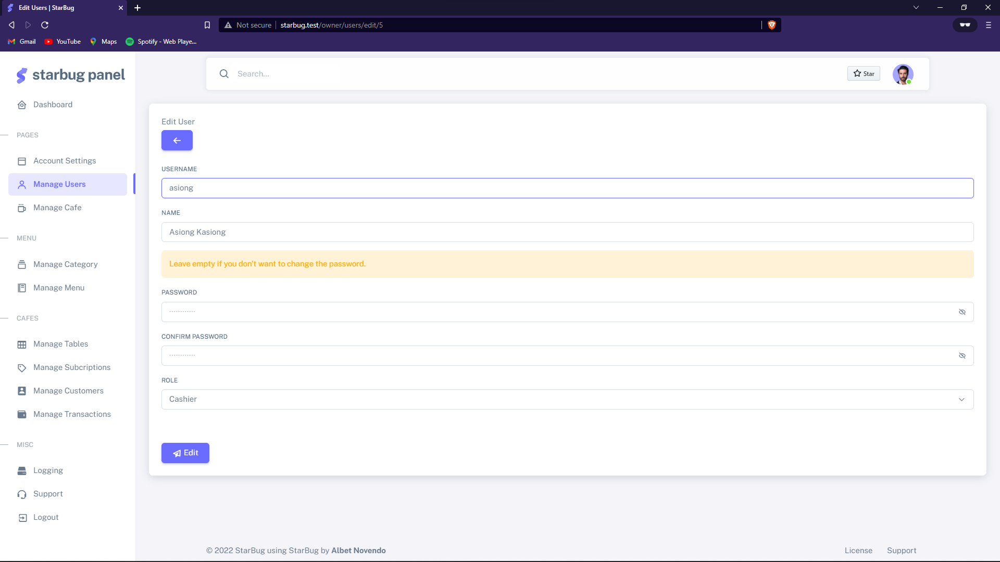 Edit Users | StarBug
Not secure starbug.test/owner/users/edit/5
Gmail YouTube Maps Spotify - Web Playe...
starbug panel
Search...
Star
Dashboard
PAGES
Account Settings
Manage Users
Manage Cafe
MENU
Manage Category
Manage Menu
CAFES
Manage Tables
Manage Subcriptions
Manage Customers
Manage Transactions
MISC
Logging
Support
Logout
Edit User
USERNAME
asiong
NAME
Asiong Kasiong
Leave empty if you don't want to change the password.
PASSWORD
············
CONFIRM PASSWORD
············
ROLE
Cashier
Edit
© 2022 StarBug using StarBug by Albet Novendo
License Support